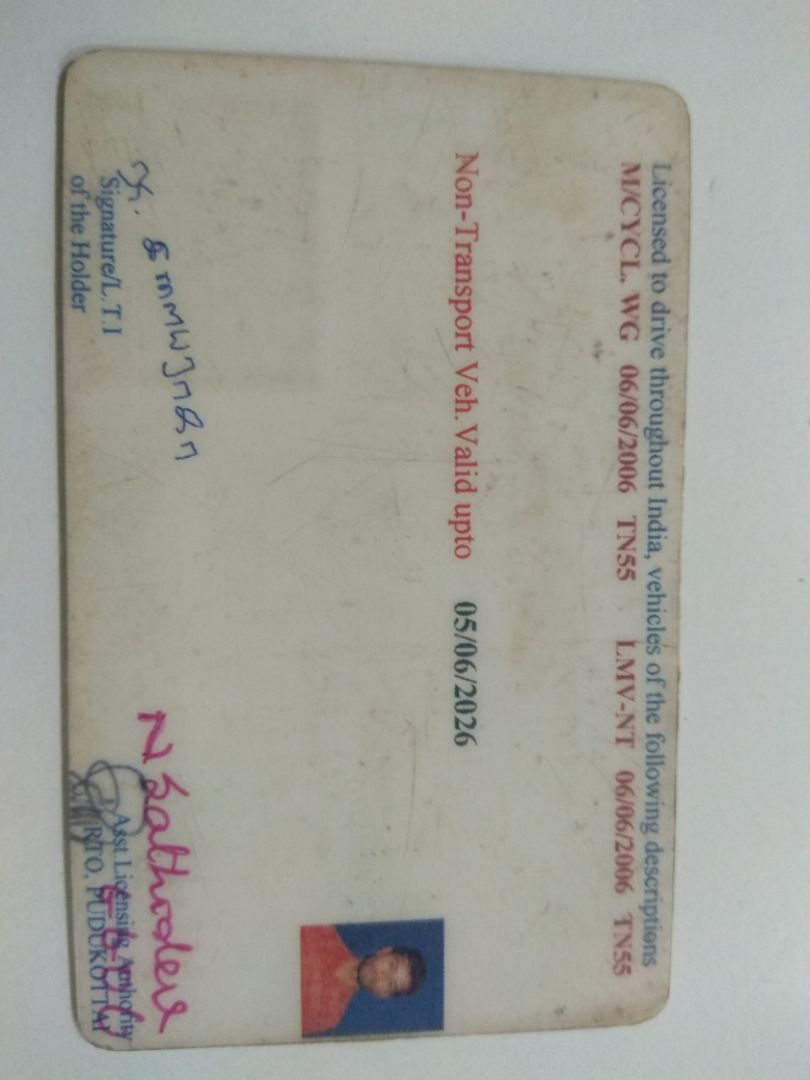 Licensed to drive throughout India, vehicles of the following descriptions
M/CYCL. WG 06/06/2006 TN55 LMV-NT 06/06/2006 TN55
Non-Transport Veh. Valid upto 05/06/2026
Signature/L.T.I
of the Holder
Asst Licensing Authority
RTO, PUDUKOTTAI